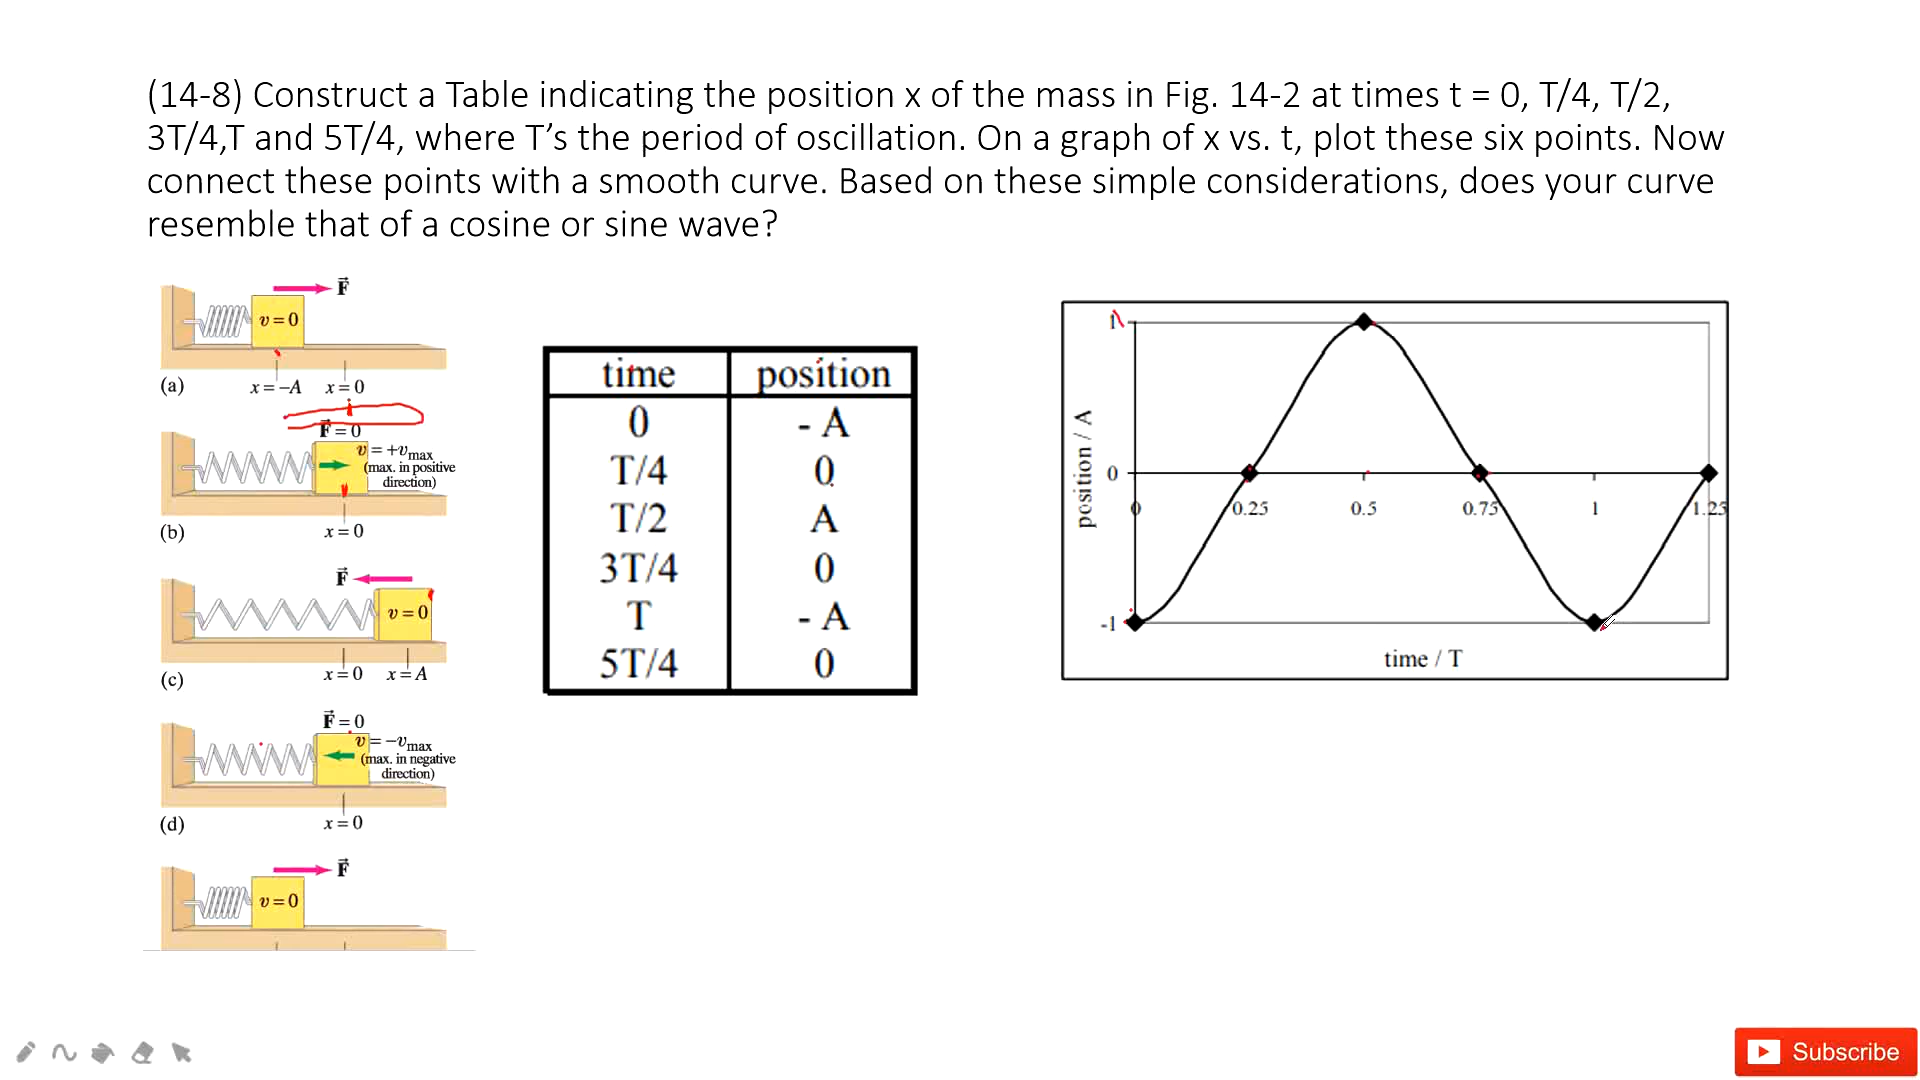 (14-8) Construct a Table indicating the position x of the mass in Fig. 14-2 at times t = 0, T/4, T/2,
3T/4,T and 5T/4, where T’s the period of oscillation. On a graph of x vs. t, plot these six points. Now
connect these points with a smooth curve. Based on these simple considerations, does your curve
resemble that of a cosine or sine wave?
F⃗
v = 0
(a) x = –A x = 0
F⃗ = 0
v = +vmax
(max. in positive
direction)
(b) x = 0
F⃗
v = 0
(c) x = 0 x = A
F⃗ = 0
v = –vmax
(max. in negative
direction)
(d) x = 0
F⃗
v = 0
time position
0 - A
T/4 0
T/2 A
3T/4 0
T - A
5T/4 0
position / A
1
0
-1
0 0.25 0.5 0.75 1 1.25
time / T
Subscribe